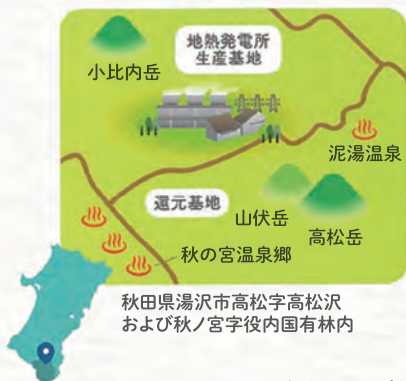 地熱発電所
生産基地
小比内岳
泥湯温泉
還元基地
山伏岳
高松岳
秋の宮温泉郷
秋田県湯沢市高松字高松沢
および秋ノ宮字役内国有林内